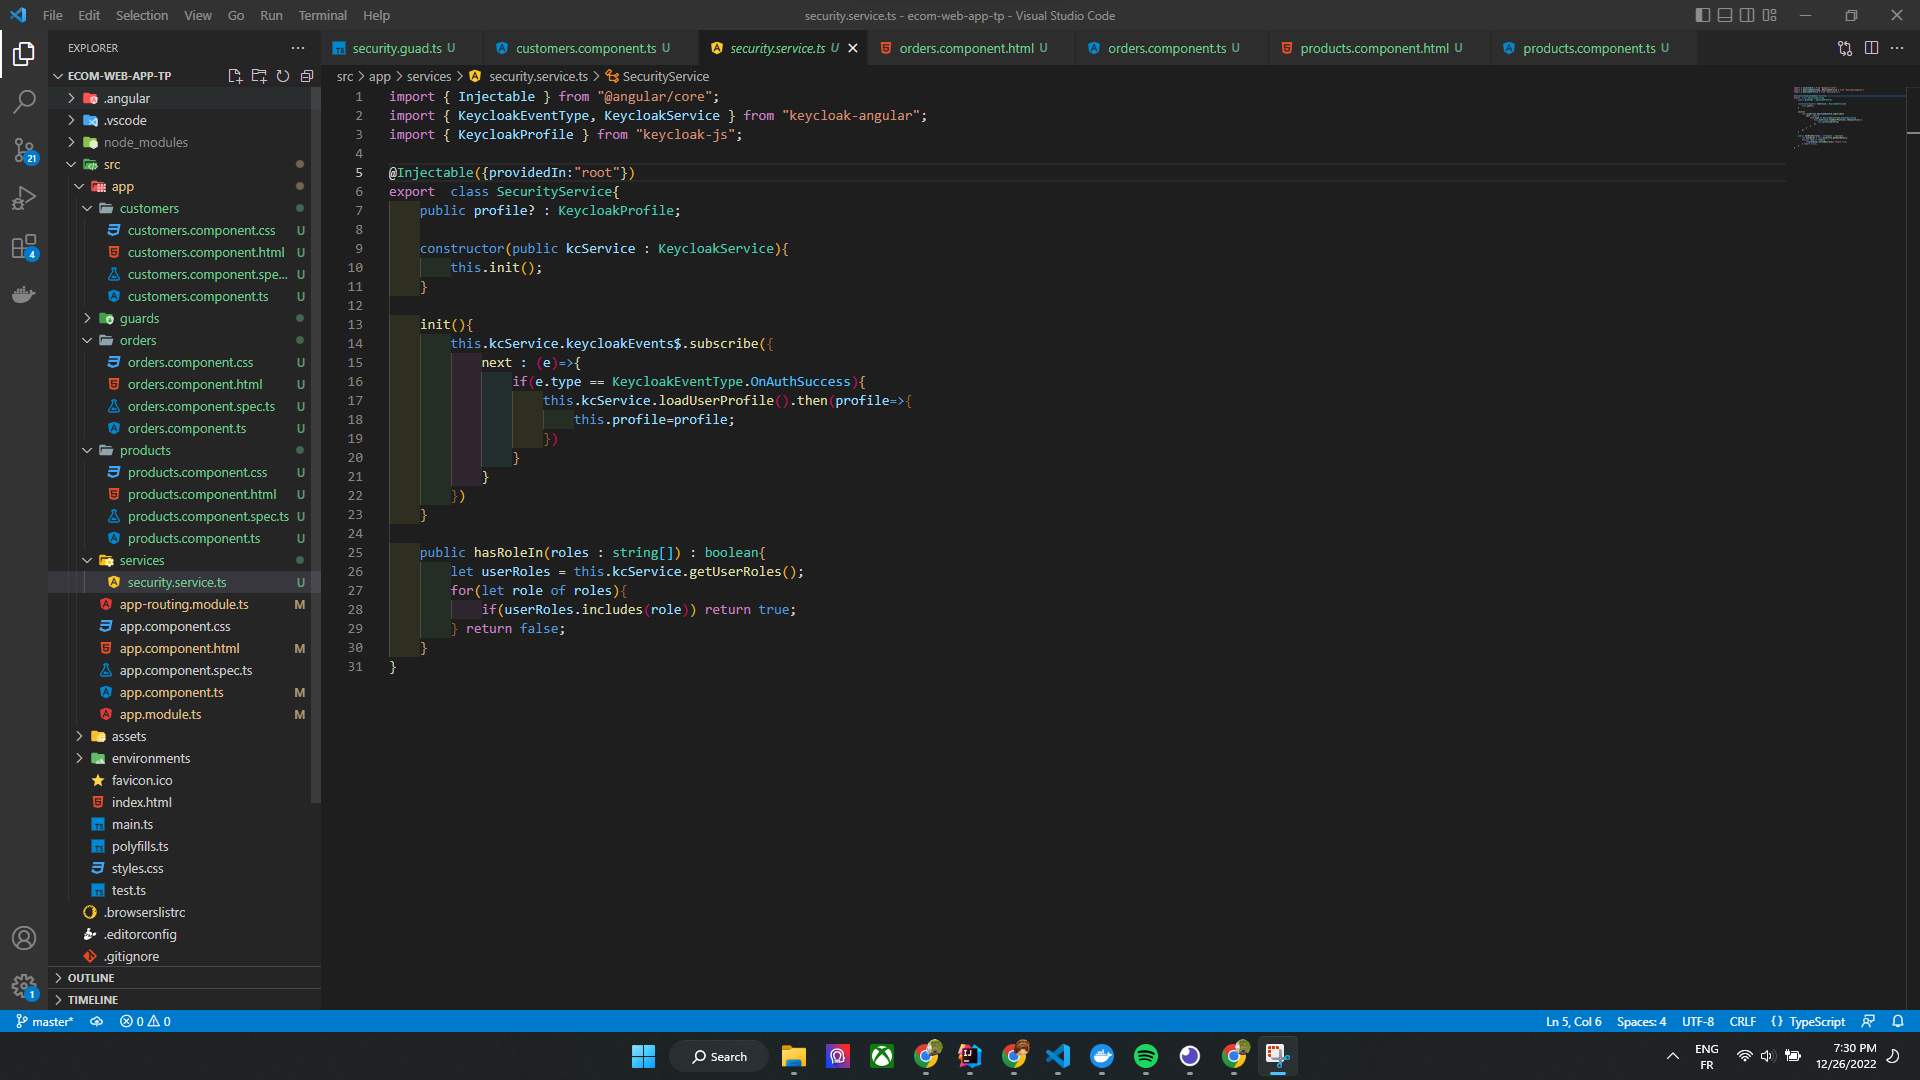 File Edit Selection View Go Run Terminal Help
security.service.ts - ecom-web-app-tp - Visual Studio Code
EXPLORER
ECOM-WEB-APP-TP
.angular
.vscode
node_modules
src
app
customers
customers.component.css U
customers.component.html U
customers.component.spe... U
customers.component.ts U
guards
orders
orders.component.css U
orders.component.html U
orders.component.spec.ts U
orders.component.ts U
products
products.component.css U
products.component.html U
products.component.spec.ts U
products.component.ts U
services
security.service.ts U
app-routing.module.ts M
app.component.css
app.component.html M
app.component.spec.ts
app.component.ts M
app.module.ts M
assets
environments
favicon.ico
index.html
main.ts
polyfills.ts
styles.css
test.ts
.browserslistrc
.editorconfig
.gitignore
OUTLINE
TIMELINE
21
4
1
security.guad.ts U
customers.component.ts U
security.service.ts U
orders.component.html U
orders.component.ts U
products.component.html U
products.component.ts U
src > app > services > security.service.ts > SecurityService
1 import { Injectable } from "@angular/core";
2 import { KeycloakEventType, KeycloakService } from "keycloak-angular";
3 import { KeycloakProfile } from "keycloak-js";
4
5 @Injectable({providedIn:"root"})
6 export  class SecurityService{
7     public profile? : KeycloakProfile;
8
9     constructor(public kcService : KeycloakService){
10         this.init();
11     }
12
13     init(){
14         this.kcService.keycloakEvents$.subscribe({
15             next : (e)=>{
16                 if(e.type == KeycloakEventType.OnAuthSuccess){
17                     this.kcService.loadUserProfile().then(profile=>{
18                         this.profile=profile;
19                     })
20                 }
21             }
22         })
23     }
24
25     public hasRoleIn(roles : string[]) : boolean{
26         let userRoles = this.kcService.getUserRoles();
27         for(let role of roles){
28             if(userRoles.includes(role)) return true;
29         } return false;
30     }
31 }
master* 0 0
Ln 5, Col 6 Spaces: 4 UTF-8 CRLF {} TypeScript
Search
ENG
FR
7:30 PM
12/26/2022